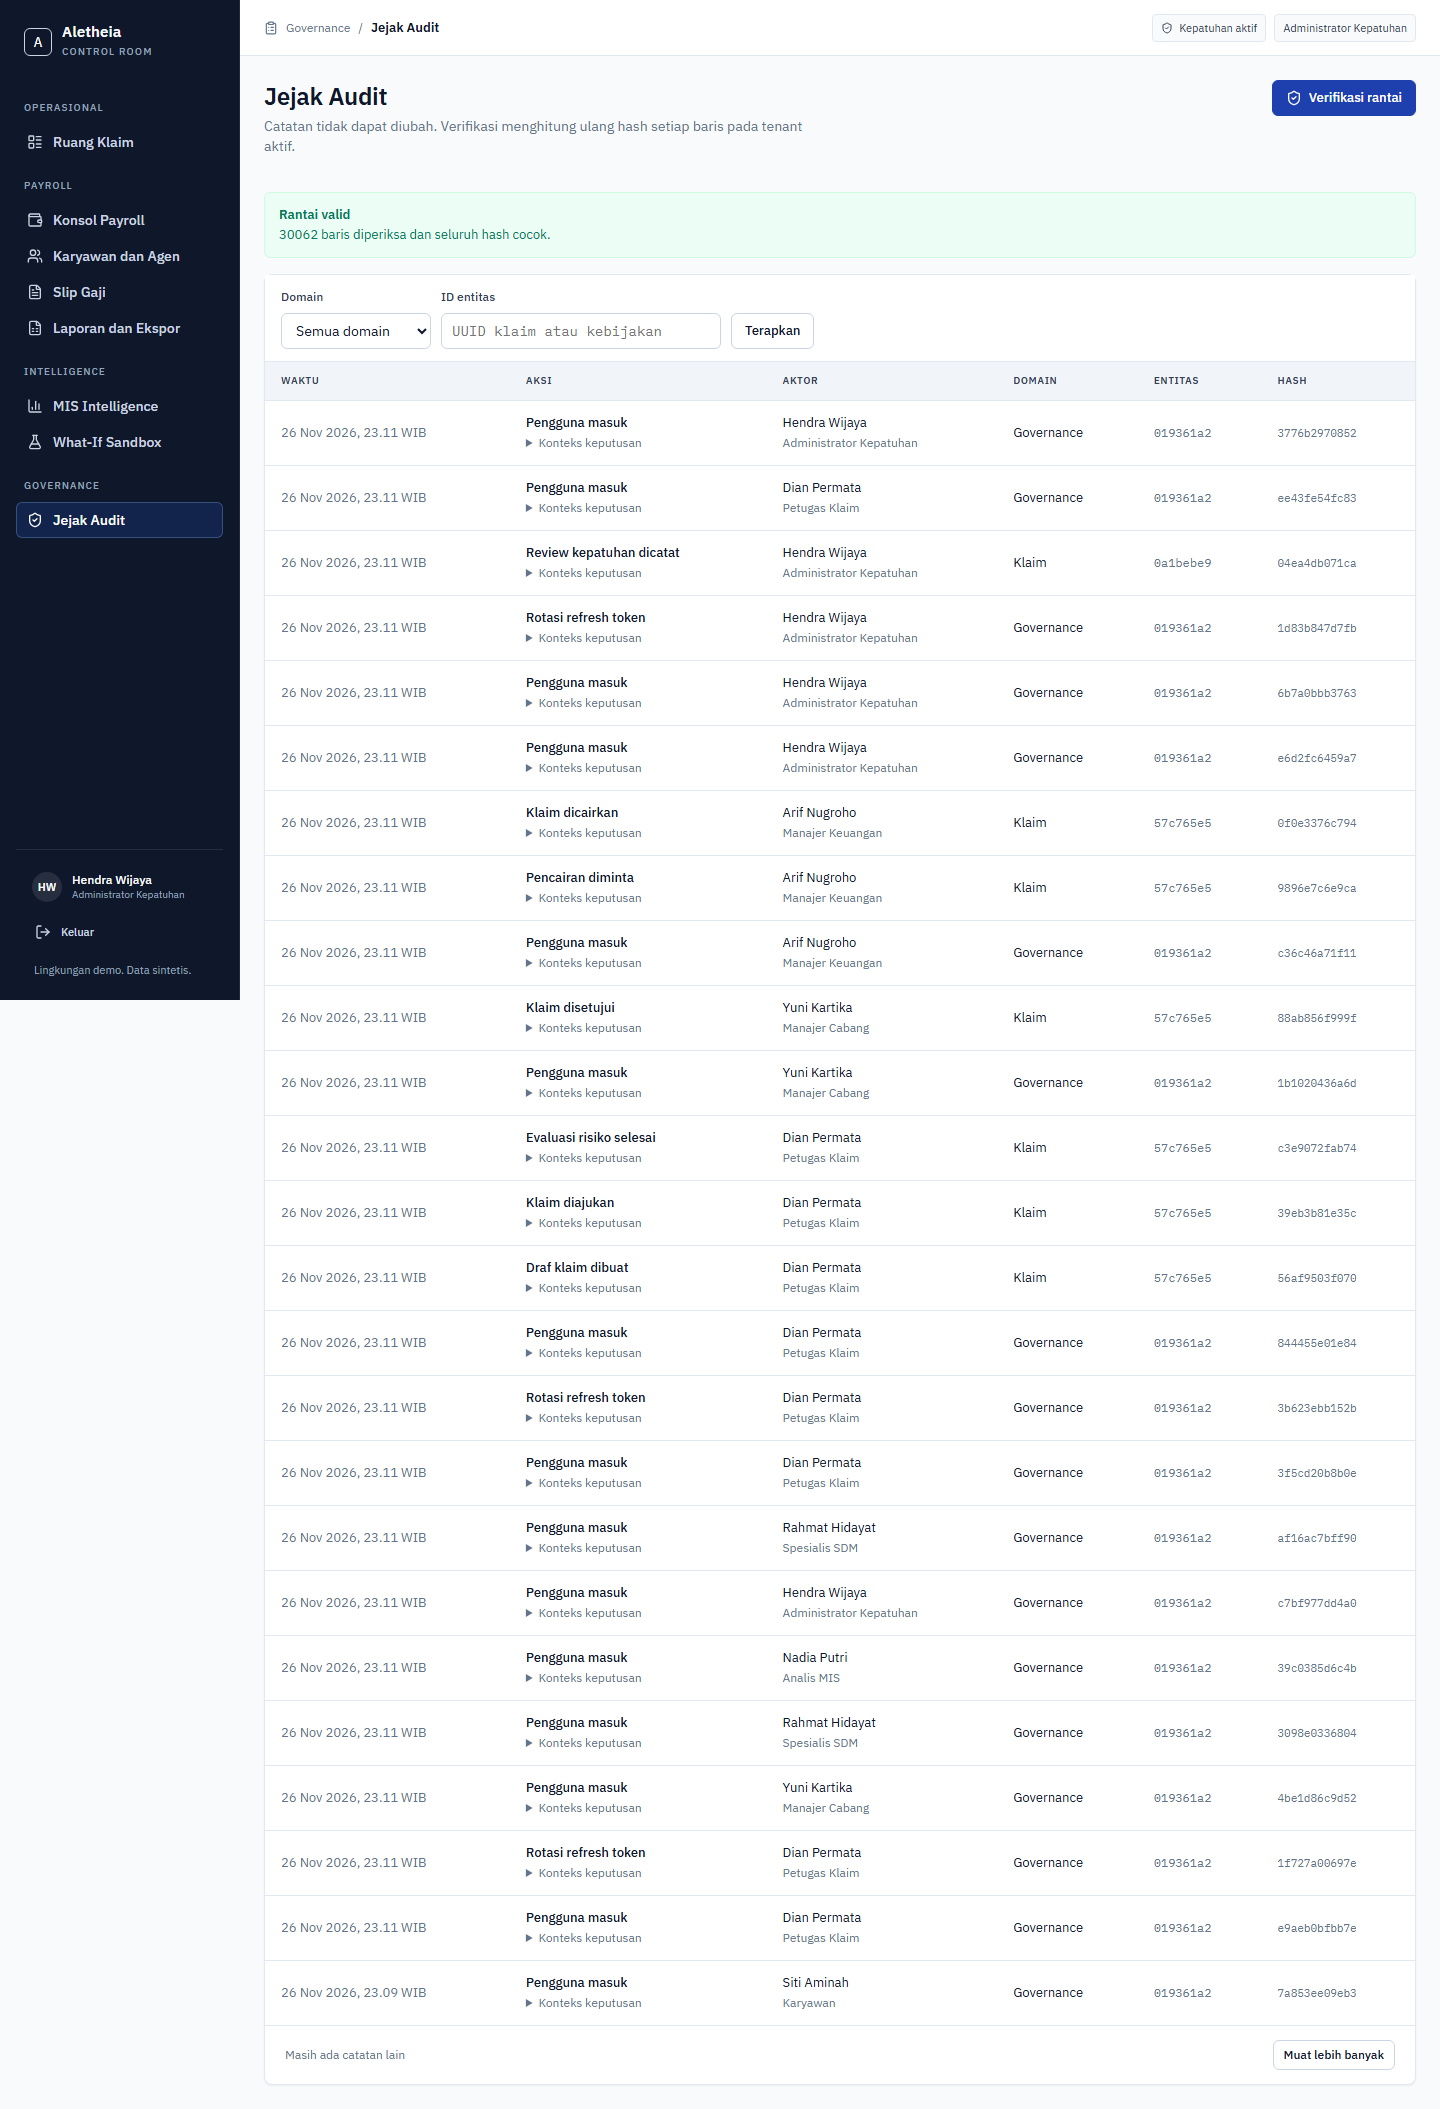 A
Aletheia
CONTROL ROOM
OPERASIONAL
Ruang Klaim
PAYROLL
Konsol Payroll
Karyawan dan Agen
Slip Gaji
Laporan dan Ekspor
INTELLIGENCE
MIS Intelligence
What-If Sandbox
GOVERNANCE
Jejak Audit
HW
Hendra Wijaya
Administrator Kepatuhan
Keluar
Lingkungan demo. Data sintetis.
Governance / Jejak Audit
Kepatuhan aktif
Administrator Kepatuhan
Jejak Audit
Catatan tidak dapat diubah. Verifikasi menghitung ulang hash setiap baris pada tenant
aktif.
Verifikasi rantai
Rantai valid
30062 baris diperiksa dan seluruh hash cocok.
Domain
ID entitas
Semua domain
UUID klaim atau kebijakan
Terapkan
WAKTU AKSI AKTOR DOMAIN ENTITAS HASH
26 Nov 2026, 23.11 WIB Pengguna masuk Hendra Wijaya Governance 019361a2 3776b2970852
Konteks keputusan Administrator Kepatuhan
26 Nov 2026, 23.11 WIB Pengguna masuk Dian Permata Governance 019361a2 ee43fe54fc83
Konteks keputusan Petugas Klaim
26 Nov 2026, 23.11 WIB Review kepatuhan dicatat Hendra Wijaya Klaim 0a1bebe9 04ea4db071ca
Konteks keputusan Administrator Kepatuhan
26 Nov 2026, 23.11 WIB Rotasi refresh token Hendra Wijaya Governance 019361a2 1d83b847d7fb
Konteks keputusan Administrator Kepatuhan
26 Nov 2026, 23.11 WIB Pengguna masuk Hendra Wijaya Governance 019361a2 6b7a0bbb3763
Konteks keputusan Administrator Kepatuhan
26 Nov 2026, 23.11 WIB Pengguna masuk Hendra Wijaya Governance 019361a2 e6d2fc6459a7
Konteks keputusan Administrator Kepatuhan
26 Nov 2026, 23.11 WIB Klaim dicairkan Arif Nugroho Klaim 57c765e5 0f0e3376c794
Konteks keputusan Manajer Keuangan
26 Nov 2026, 23.11 WIB Pencairan diminta Arif Nugroho Klaim 57c765e5 9896e7c6e9ca
Konteks keputusan Manajer Keuangan
26 Nov 2026, 23.11 WIB Pengguna masuk Arif Nugroho Governance 019361a2 c36c46a71f11
Konteks keputusan Manajer Keuangan
26 Nov 2026, 23.11 WIB Klaim disetujui Yuni Kartika Klaim 57c765e5 88ab856f999f
Konteks keputusan Manajer Cabang
26 Nov 2026, 23.11 WIB Pengguna masuk Yuni Kartika Governance 019361a2 1b1020436a6d
Konteks keputusan Manajer Cabang
26 Nov 2026, 23.11 WIB Evaluasi risiko selesai Dian Permata Klaim 57c765e5 c3e9072fab74
Konteks keputusan Petugas Klaim
26 Nov 2026, 23.11 WIB Klaim diajukan Dian Permata Klaim 57c765e5 39eb3b81e35c
Konteks keputusan Petugas Klaim
26 Nov 2026, 23.11 WIB Draf klaim dibuat Dian Permata Klaim 57c765e5 56af9503f070
Konteks keputusan Petugas Klaim
26 Nov 2026, 23.11 WIB Pengguna masuk Dian Permata Governance 019361a2 844455e01e84
Konteks keputusan Petugas Klaim
26 Nov 2026, 23.11 WIB Rotasi refresh token Dian Permata Governance 019361a2 3b623ebb152b
Konteks keputusan Petugas Klaim
26 Nov 2026, 23.11 WIB Pengguna masuk Dian Permata Governance 019361a2 3f5cd20b8b0e
Konteks keputusan Petugas Klaim
26 Nov 2026, 23.11 WIB Pengguna masuk Rahmat Hidayat Governance 019361a2 af16ac7bff90
Konteks keputusan Spesialis SDM
26 Nov 2026, 23.11 WIB Pengguna masuk Hendra Wijaya Governance 019361a2 c7bf977dd4a0
Konteks keputusan Administrator Kepatuhan
26 Nov 2026, 23.11 WIB Pengguna masuk Nadia Putri Governance 019361a2 39c0385d6c4b
Konteks keputusan Analis MIS
26 Nov 2026, 23.11 WIB Pengguna masuk Rahmat Hidayat Governance 019361a2 3098e0336804
Konteks keputusan Spesialis SDM
26 Nov 2026, 23.11 WIB Pengguna masuk Yuni Kartika Governance 019361a2 4be1d86c9d52
Konteks keputusan Manajer Cabang
26 Nov 2026, 23.11 WIB Rotasi refresh token Dian Permata Governance 019361a2 1f727a00697e
Konteks keputusan Petugas Klaim
26 Nov 2026, 23.11 WIB Pengguna masuk Dian Permata Governance 019361a2 e9aeb0bfbb7e
Konteks keputusan Petugas Klaim
26 Nov 2026, 23.09 WIB Pengguna masuk Siti Aminah Governance 019361a2 7a853ee09eb3
Konteks keputusan Karyawan
Masih ada catatan lain
Muat lebih banyak